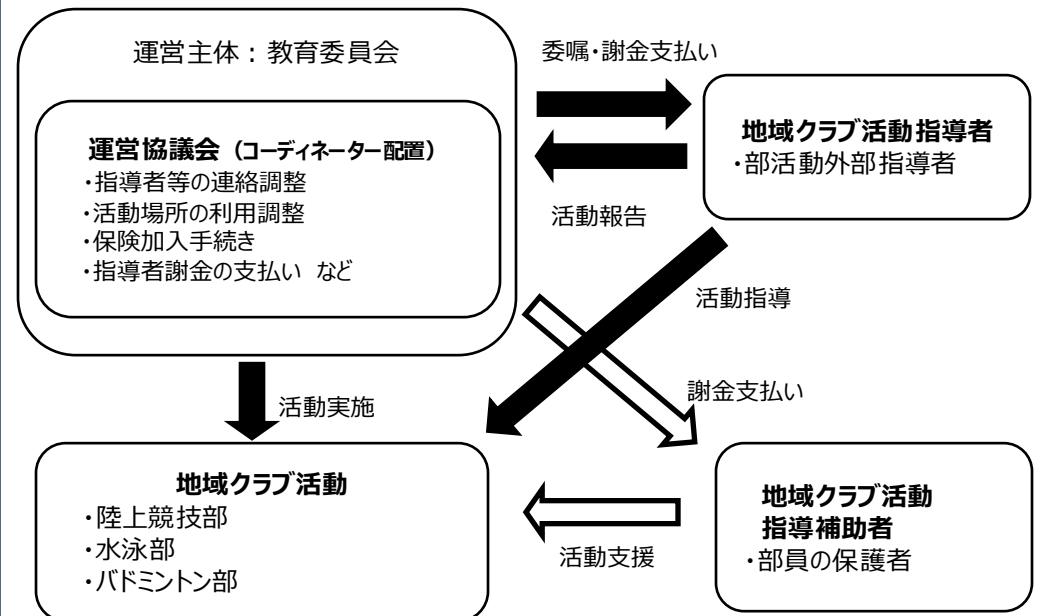 運営主体：教育委員会
運営協議会（コーディネーター配置）
・指導者等の連絡調整
・活動場所の利用調整
・保険加入手続き
・指導者謝金の支払い など
委嘱・謝金支払い
活動報告
地域クラブ活動指導者
・部活動外部指導者
活動指導
謝金支払い
活動実施
地域クラブ活動
・陸上競技部
・水泳部
・バドミントン部
活動支援
地域クラブ活動
指導補助者
・部員の保護者